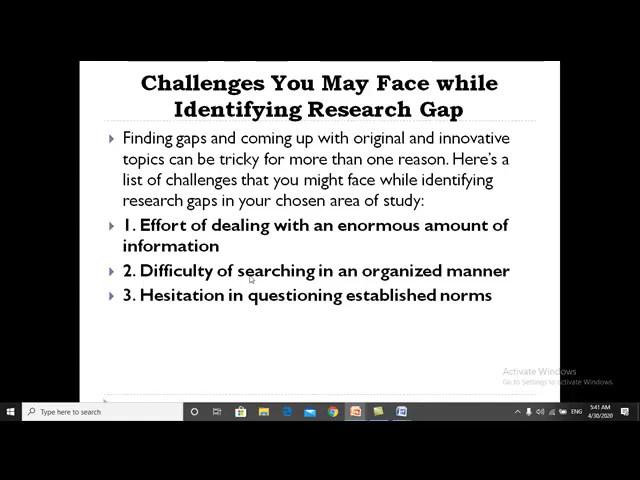 Challenges You May Face while
Identifying Research Gap
Finding gaps and coming up with original and innovative
topics can be tricky for more than one reason. Here's a
list of challenges that you might face while identifying
research gaps in your chosen area of study:
1. Effort of dealing with an enormous amount of
information
2. Difficulty of searching in an organized manner
3. Hesitation in questioning established norms
Activate Windows
Go to Settings to activate Windows.
Type here to search
ENG
5:41 AM
4/30/2020